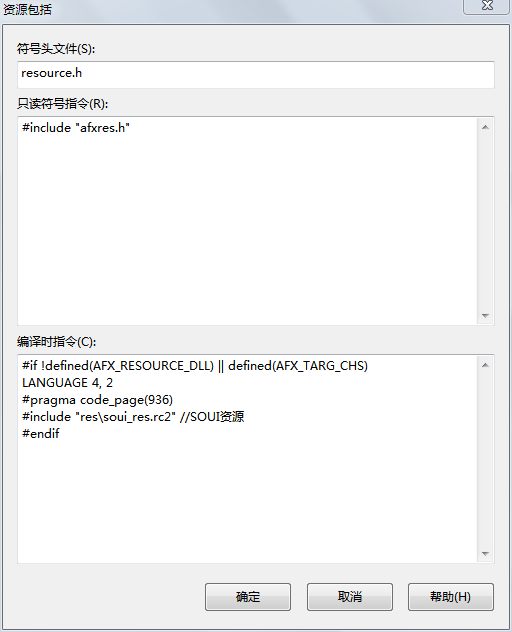 资源包括
符号头文件(S):
resource.h
只读符号指令(R):
#include "afxres.h"
编译时指令(C):
#if !defined(AFX_RESOURCE_DLL) || defined(AFX_TARG_CHS)
LANGUAGE 4, 2
#pragma code_page(936)
#include "res\soui_res.rc2" //SOUI资源
#endif
确定
取消
帮助(H)